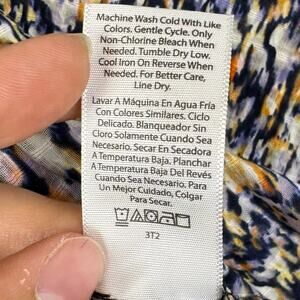 Machine Wash Cold With Like
Colors. Gentle Cycle. Only
Non-Chlorine Bleach When
Needed. Tumble Dry Low.
Cool Iron On Reverse When
Needed. For Better Care,
Line Dry.
Lavar A Máquina En Agua Fría
Con Colores Similares. Ciclo
Delicado. Blanqueador Sin
Cloro Solamente Cuando Sea
Necesario. Secar En Secadora
A Temperatura Baja. Planchar
A Temperatura Baja Del Revés
Cuando Sea Necesario. Para
Un Mejor Cuidado, Colgar
Para Secar.
3T2